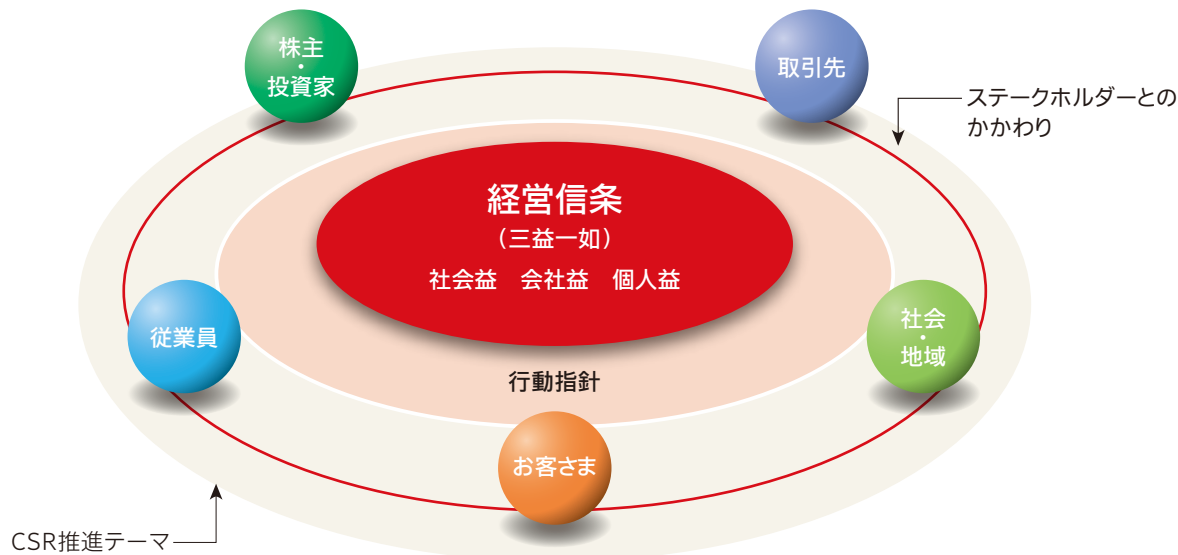 株主
・
投資家
取引先
ステークホルダーとの
かかわり
経営信条
（三益一如）
社会益　会社益　個人益
従業員
社会
・
地域
行動指針
お客さま
CSR推進テーマ